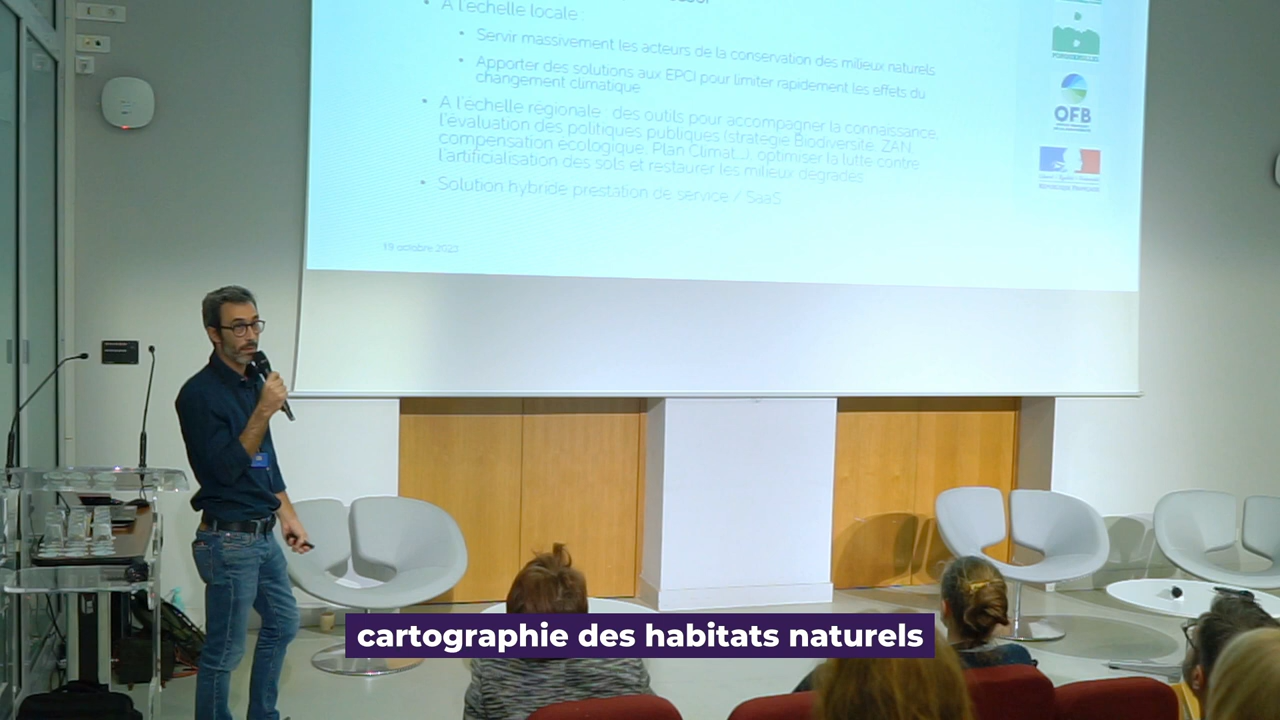 • A l'échelle locale :
• Servir massivement les acteurs de la conservation des milieux naturels
• Apporter des solutions aux EPCI pour limiter rapidement les effets du
changement climatique.
• A l'échelle régionale : des outils pour accompagner la connaissance,
l'évaluation des politiques publiques (stratégie Biodiversité, ZAN,
compensation écologique, Plan Climat...), optimiser la lutte contre
l'artificialisation des sols et restaurer les milieux dégradés
• Solution hybride prestation de service / SaaS
OFB
RÉPUBLIQUE FRANÇAISE
cartographie des habitats naturels